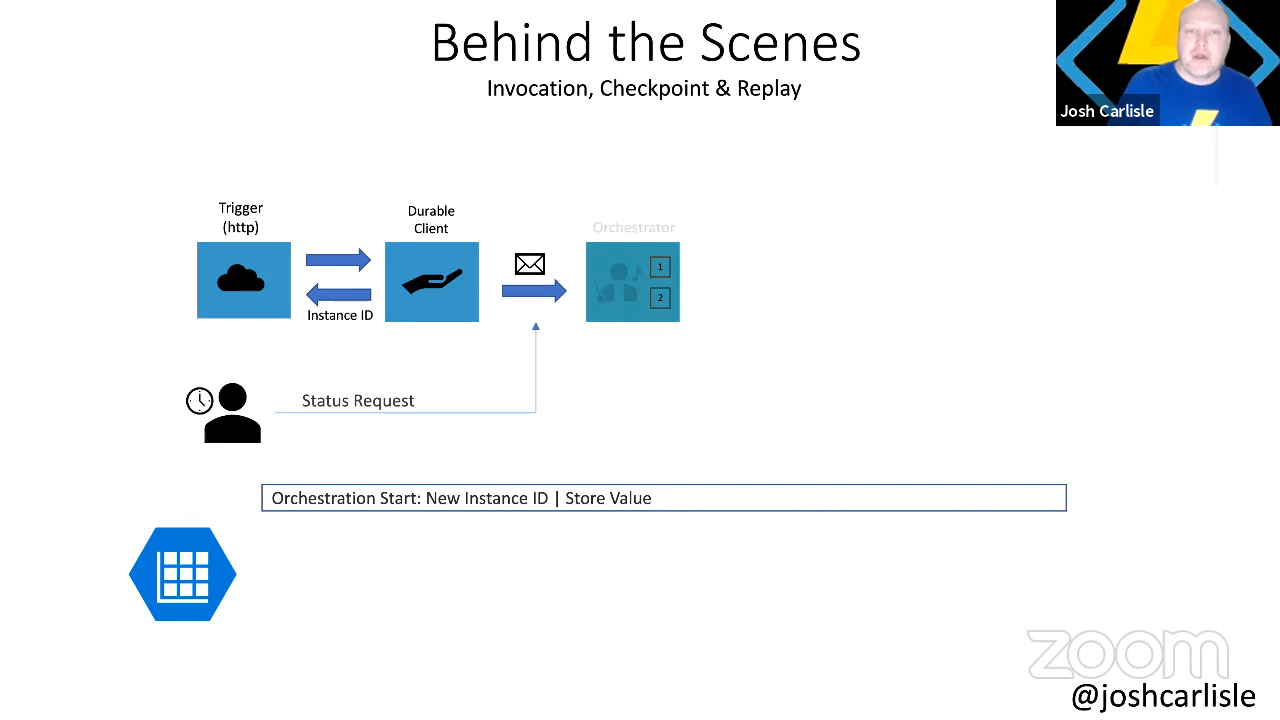 Behind the Scenes
Invocation, Checkpoint & Replay
Josh Carlisle
Trigger
(http)
Durable
Client
Orchestrator
1
2
Instance ID
Status Request
Orchestration Start: New Instance ID | Store Value
zoom
@joshcarlisle